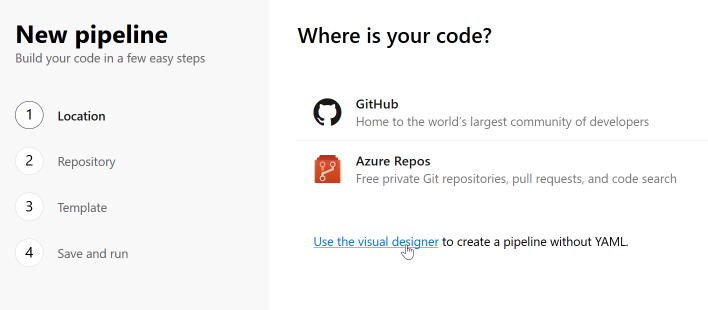 New pipeline
Build your code in a few easy steps
1 Location
2 Repository
3 Template
4 Save and run
Where is your code?
GitHub
Home to the world's largest community of developers
Azure Repos
Free private Git repositories, pull requests, and code search
Use the visual designer to create a pipeline without YAML.